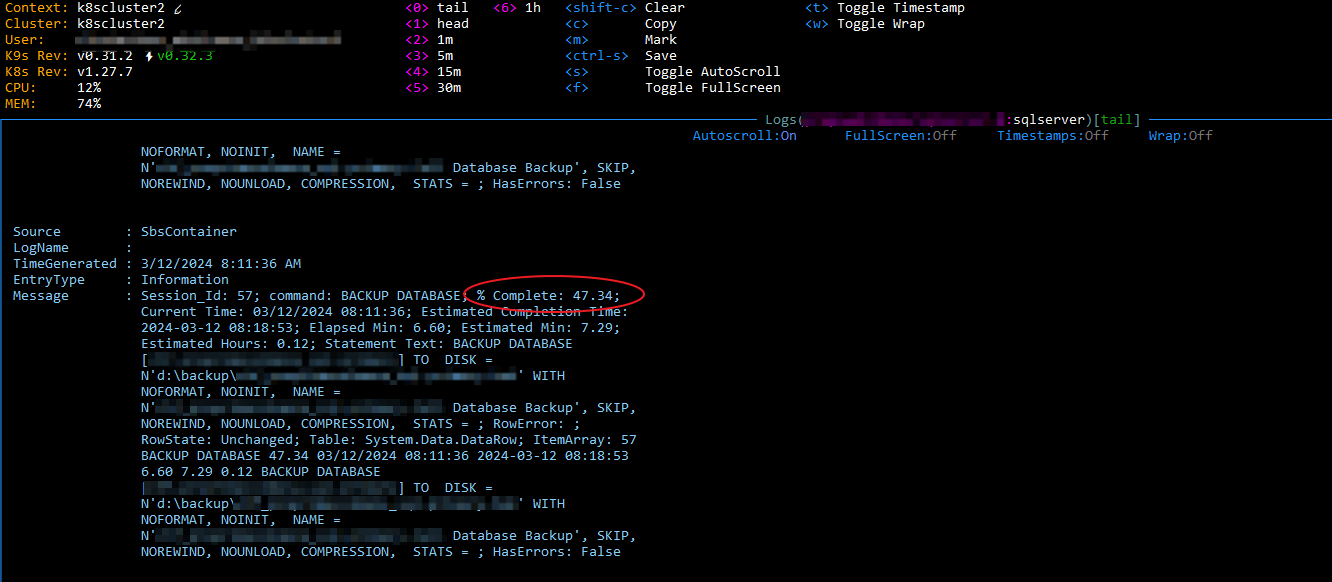 Context: k8scluster2 <0> tail <6> 1h <shift-c> Clear <t> Toggle Timestamp
Cluster: k8scluster2 <1> head <c> Copy <w> Toggle Wrap
User: <2> 1m <m> Mark
K9s Rev: v0.31.2 ⚡v0.32.3 <3> 5m <ctrl-s> Save
K8s Rev: v1.27.7 <4> 15m <s> Toggle AutoScroll
CPU: 12% <5> 30m <f> Toggle FullScreen
MEM: 74%
Logs( :sqlserver)[tail]
Autoscroll:On FullScreen:Off Timestamps:Off Wrap:Off
NOFORMAT, NOINIT,  NAME =
N' Database Backup', SKIP,
NOREWIND, NOUNLOAD, COMPRESSION,  STATS = ; HasErrors: False
Source : SbsContainer
LogName :
TimeGenerated : 3/12/2024 8:11:36 AM
EntryType : Information
Message : Session_Id: 57; command: BACKUP DATABASE; % Complete: 47.34;
Current Time: 03/12/2024 08:11:36; Estimated Completion Time:
2024-03-12 08:18:53; Elapsed Min: 6.60; Estimated Min: 7.29;
Estimated Hours: 0.12; Statement Text: BACKUP DATABASE
[ ] TO  DISK =
N'd:\backup\ ' WITH
NOFORMAT, NOINIT,  NAME =
N' Database Backup', SKIP,
NOREWIND, NOUNLOAD, COMPRESSION,  STATS = ; RowError: ;
RowState: Unchanged; Table: System.Data.DataRow; ItemArray: 57
BACKUP DATABASE 47.34 03/12/2024 08:11:36 2024-03-12 08:18:53
6.60 7.29 0.12 BACKUP DATABASE
[ ] TO  DISK =
N'd:\backup\ ' WITH
NOFORMAT, NOINIT,  NAME =
N' Database Backup', SKIP,
NOREWIND, NOUNLOAD, COMPRESSION,  STATS = ; HasErrors: False